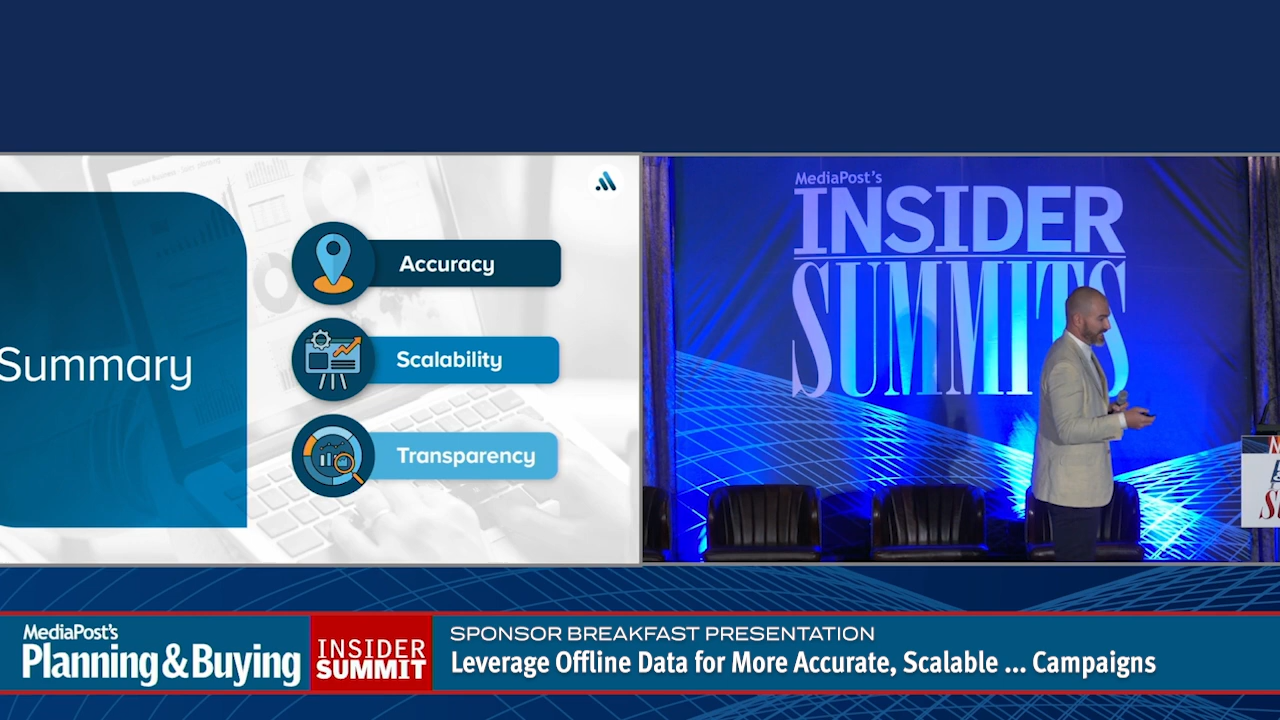 Summary
Accuracy
Scalability
Transparency
MediaPost's
INSIDER
SUMMITS
MediaPost's
Planning & Buying
INSIDER
SUMMIT
SPONSOR BREAKFAST PRESENTATION
Leverage Offline Data for More Accurate, Scalable ... Campaigns